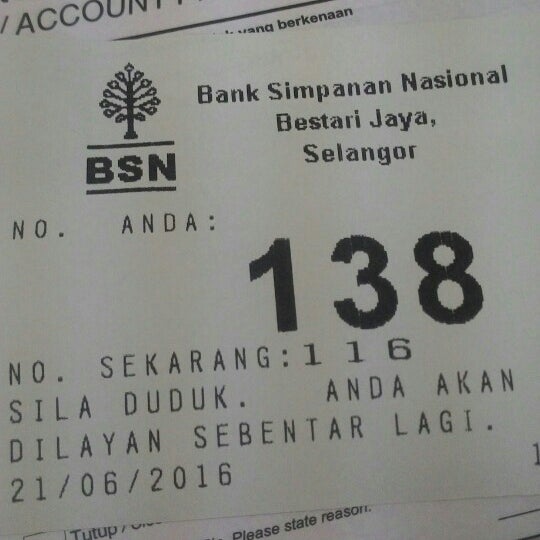 / ACCOUNT
yang berkenaan
Bank Simpanan Nasional
Bestari Jaya,
Selangor
BSN
NO. ANDA:
138
NO. SEKARANG:116
SILA DUDUK. ANDA AKAN
DILAYAN SEBENTAR LAGI.
21/06/2016
Tutup /
Please state reason.